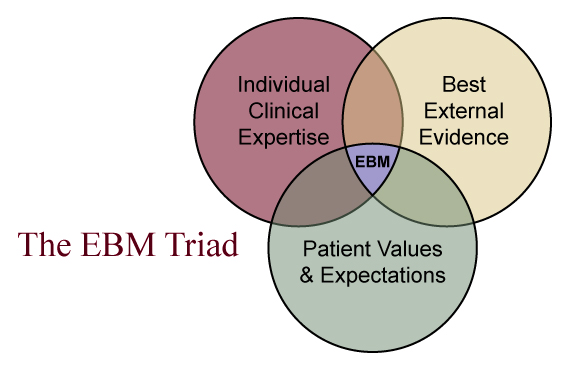 Individual
Clinical
Expertise
Best
External
Evidence
EBM
The EBM Triad
Patient Values
& Expectations